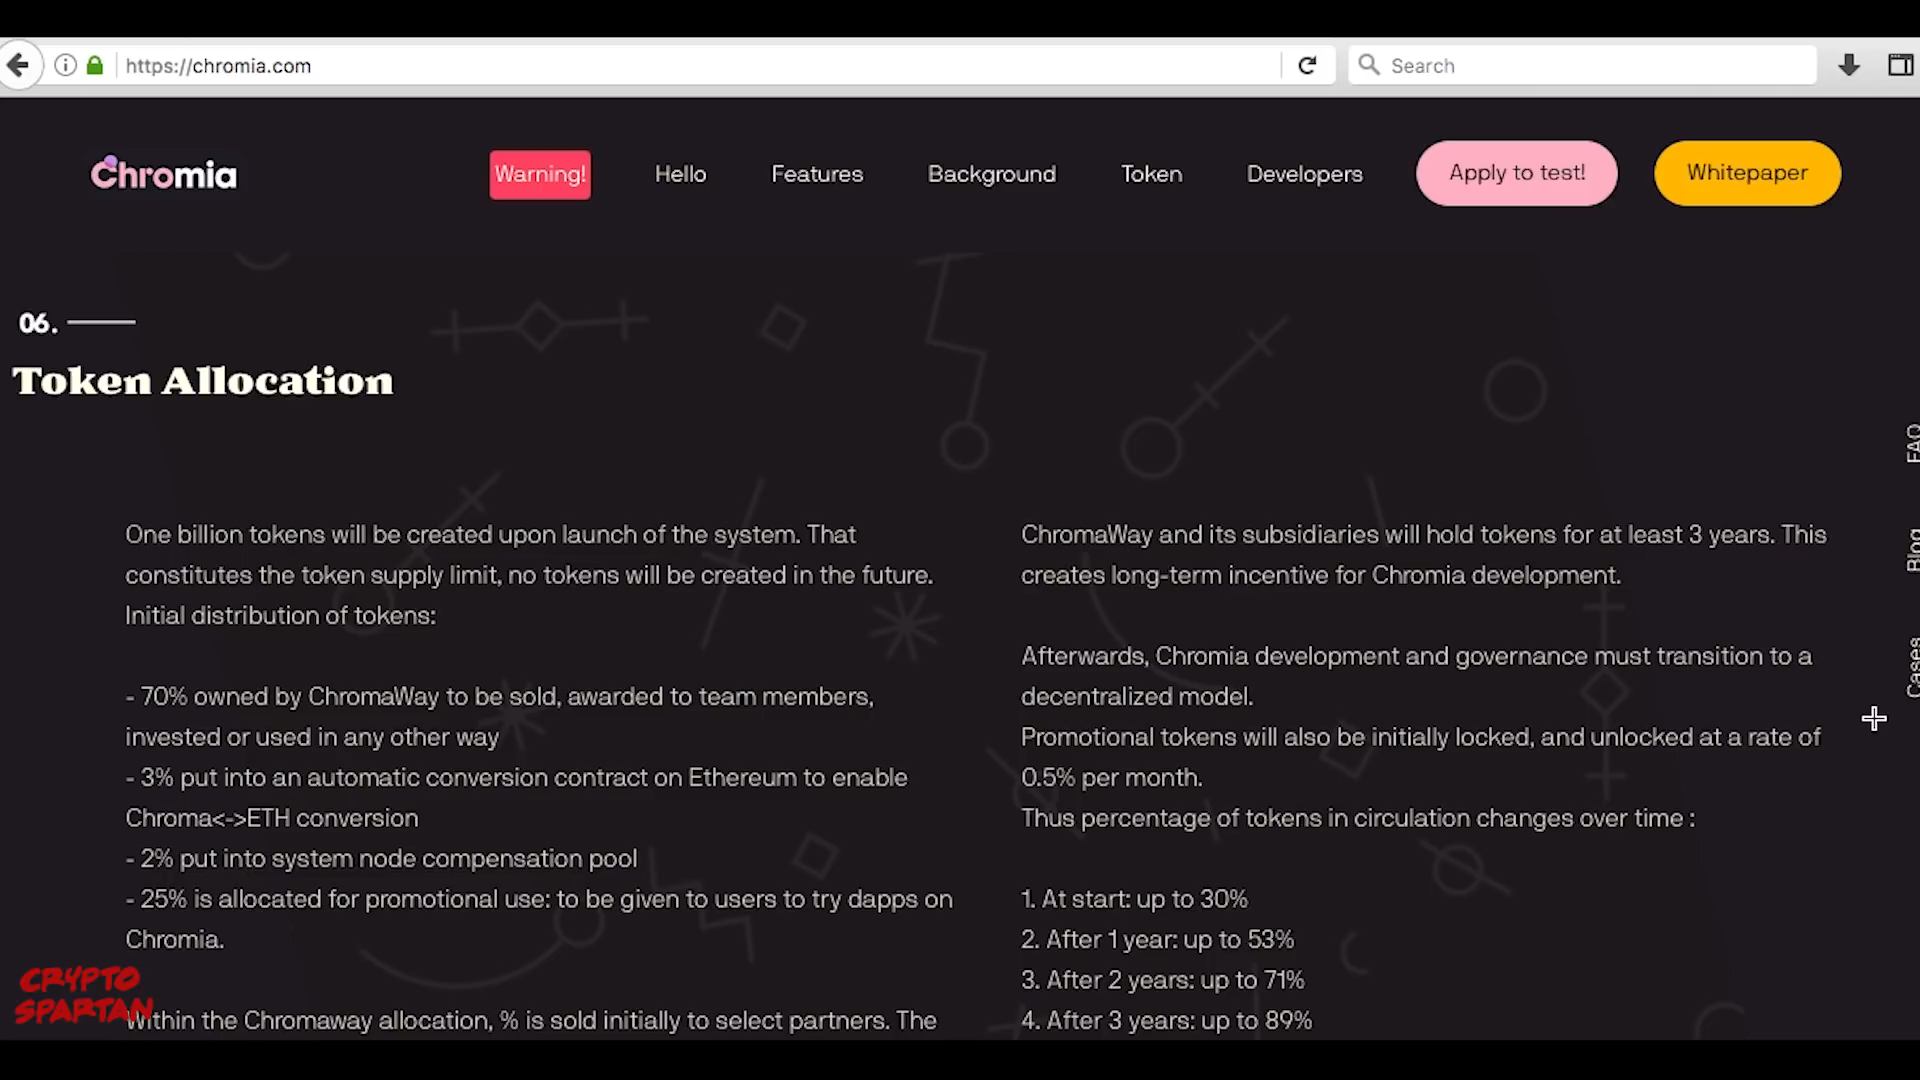 https://chromia.com
Search
Chromia
Warning!
Hello
Features
Background
Token
Developers
Apply to test!
Whitepaper
06.
Token Allocation
One billion tokens will be created upon launch of the system. That
constitutes the token supply limit, no tokens will be created in the future.
Initial distribution of tokens:
- 70% owned by ChromaWay to be sold, awarded to team members,
invested or used in any other way
- 3% put into an automatic conversion contract on Ethereum to enable
Chroma<->ETH conversion
- 2% put into system node compensation pool
- 25% is allocated for promotional use: to be given to users to try dapps on
Chromia.
Within the Chromaway allocation, % is sold initially to select partners. The
ChromaWay and its subsidiaries will hold tokens for at least 3 years. This
creates long-term incentive for Chromia development.
Afterwards, Chromia development and governance must transition to a
decentralized model.
Promotional tokens will also be initially locked, and unlocked at a rate of
0.5% per month.
Thus percentage of tokens in circulation changes over time :
1. At start: up to 30%
2. After 1 year: up to 53%
3. After 2 years: up to 71%
4. After 3 years: up to 89%
FAQ
Blog
Cases
CRYPTO
SPARTAN